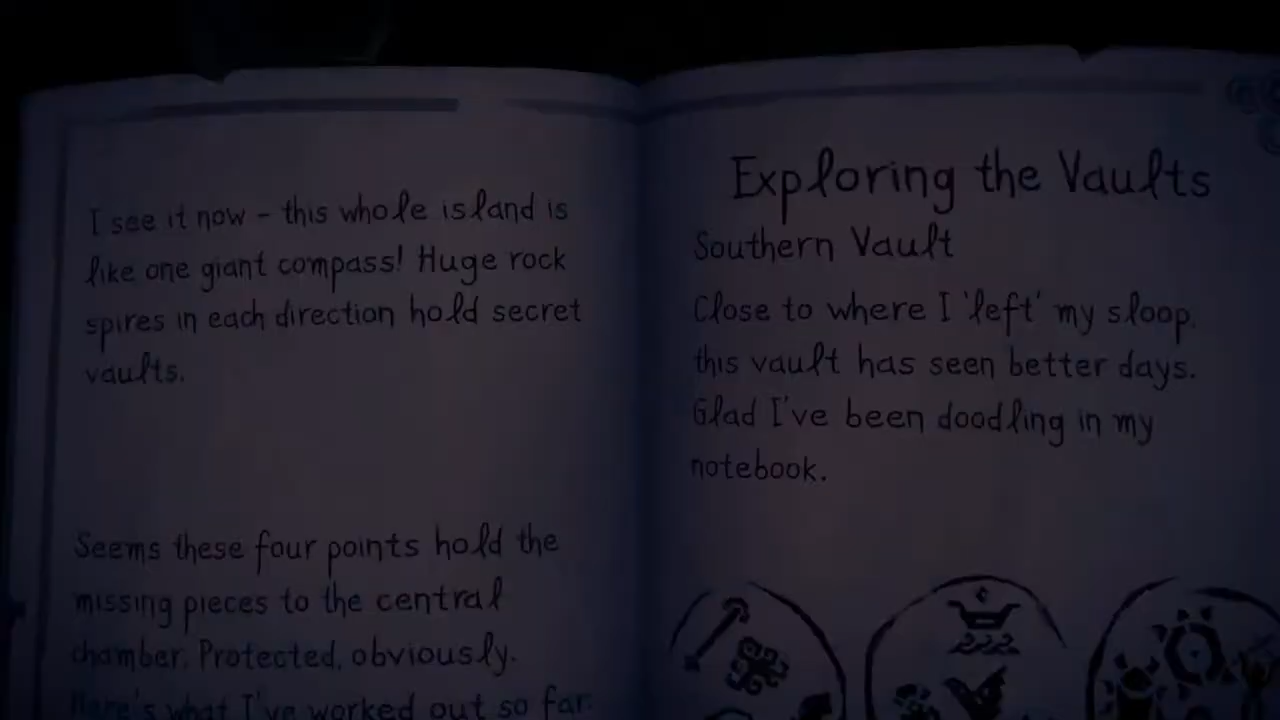 I see it now - this whole island is
like one giant compass! Huge rock
spires in each direction hold secret
vaults.
Seems these four points hold the
missing pieces to the central
chamber. Protected, obviously.
Here's what I've worked out so far
Exploring the Vaults
Southern Vault
Close to where I 'left' my sloop,
this vault has seen better days.
Glad I've been doodling in my
notebook.